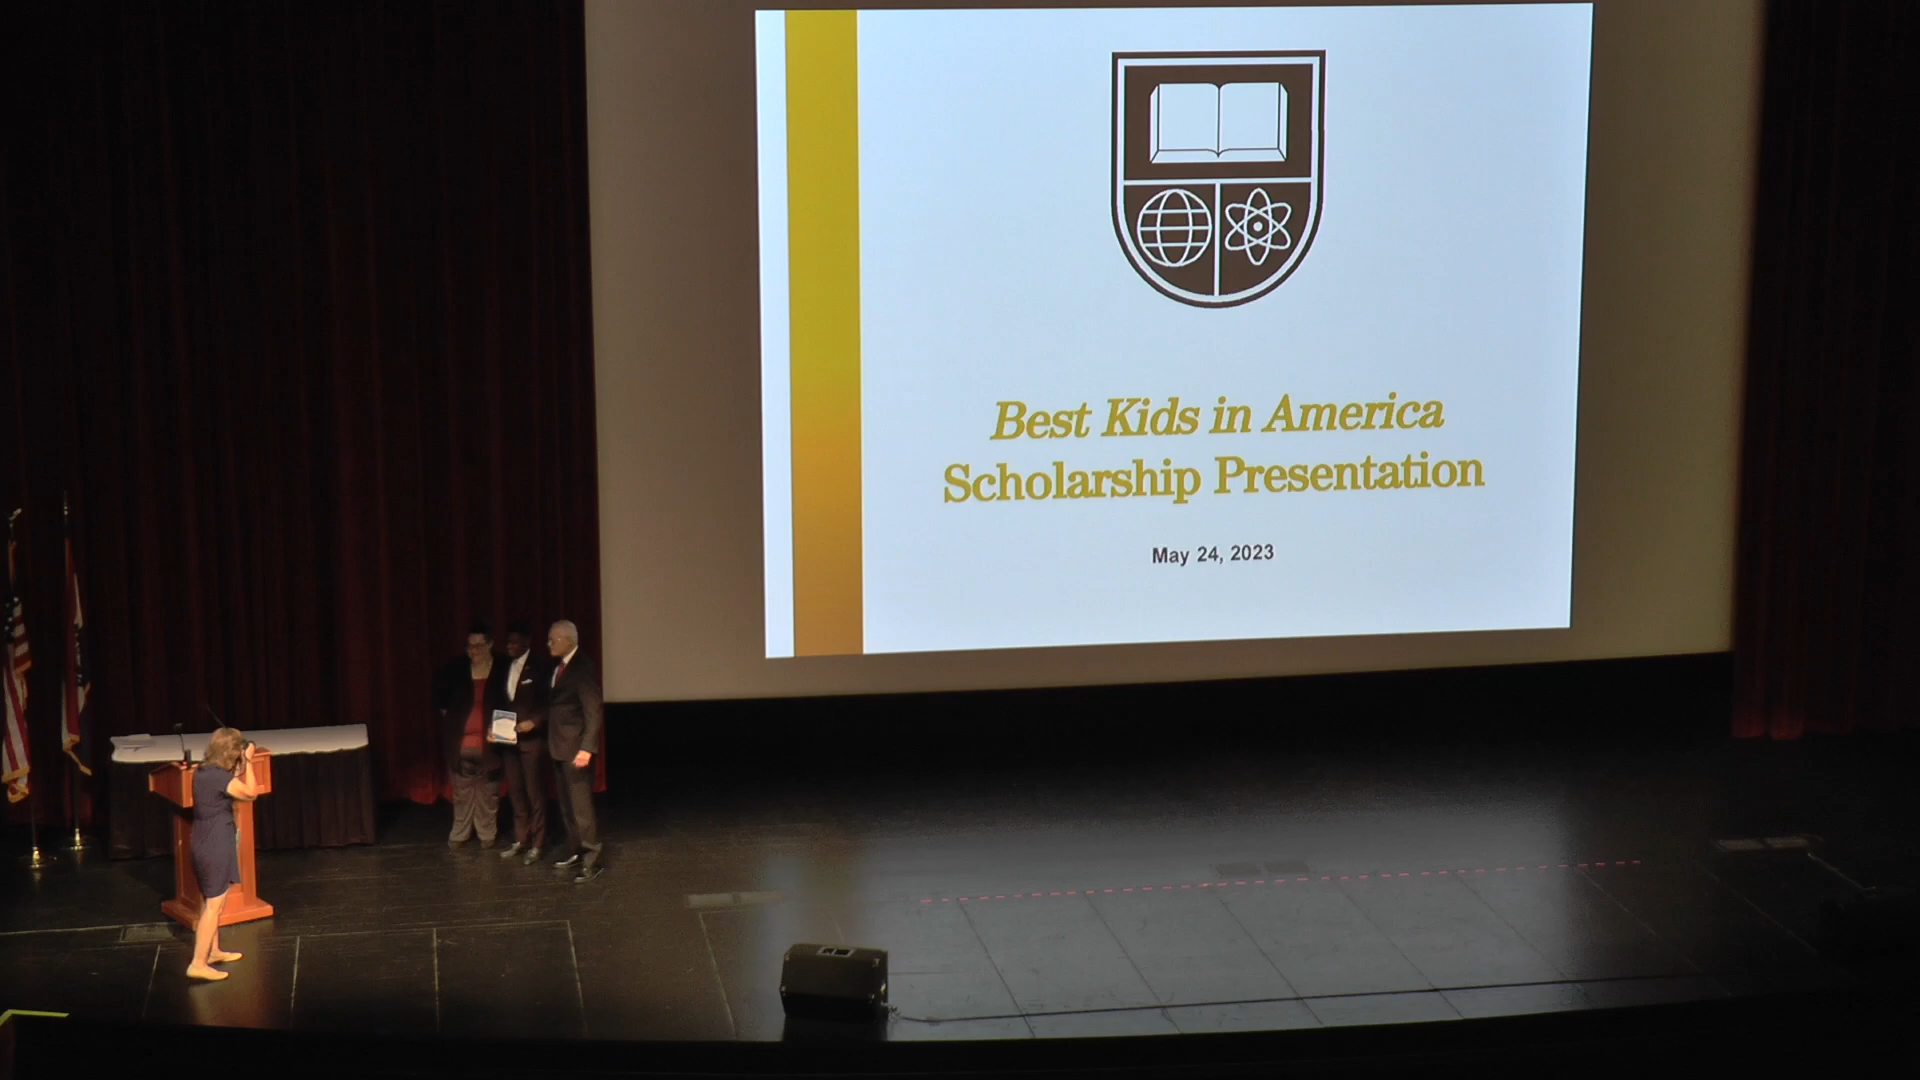 Best Kids in America
Scholarship Presentation
May 24, 2023